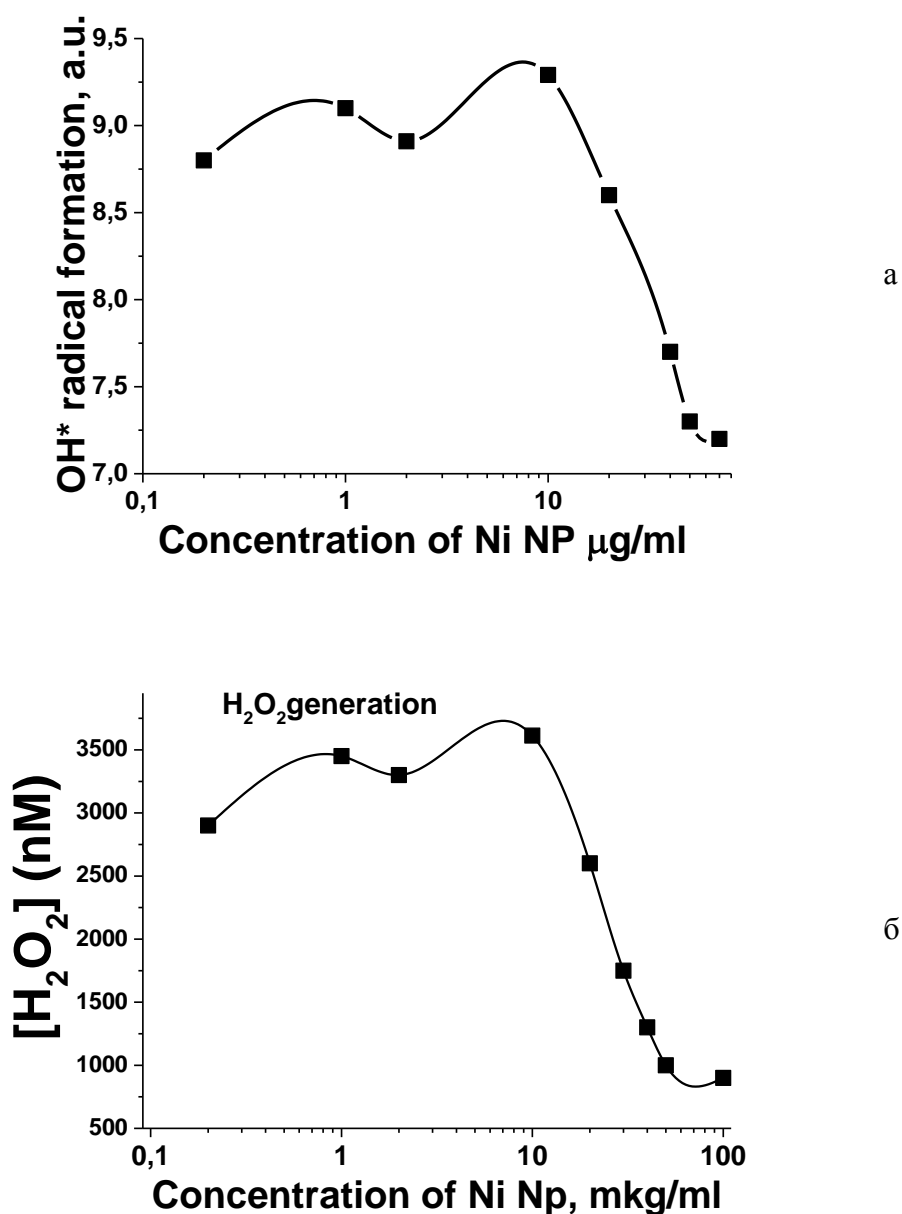 OH* radical formation, a.u.
9,5
9,0
8,5
8,0
7,5
7,0
0,1 1 10
Concentration of Ni NP μg/ml
а
H₂O₂generation
[H₂O₂] (nM)
3500
3000
2500
2000
1500
1000
500
0,1 1 10 100
Concentration of Ni Np, mkg/ml
б